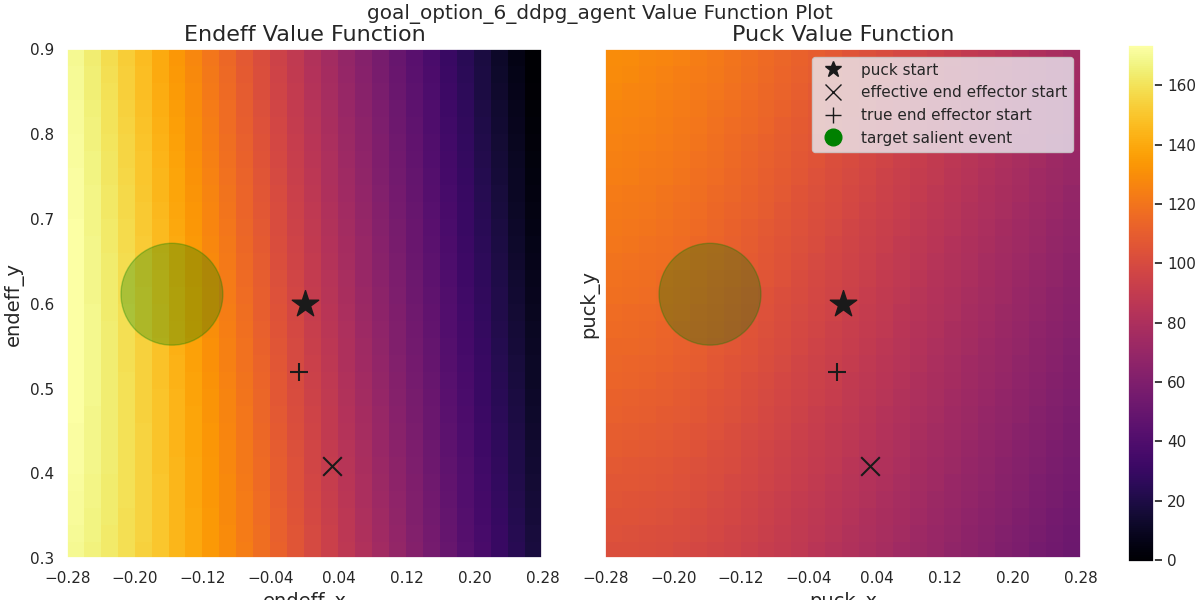 goal_option_6_ddpg_agent Value Function Plot
Endeff Value Function
Puck Value Function
0.9
0.8
0.7
0.6
0.5
0.4
0.3
endeff_y
−0.28 −0.20 −0.12 −0.04 0.04 0.12 0.20 0.28
endeff_x
puck_y
puck start
effective end effector start
true end effector start
target salient event
−0.28 −0.20 −0.12 −0.04 0.04 0.12 0.20 0.28
puck_x
160
140
120
100
80
60
40
20
0